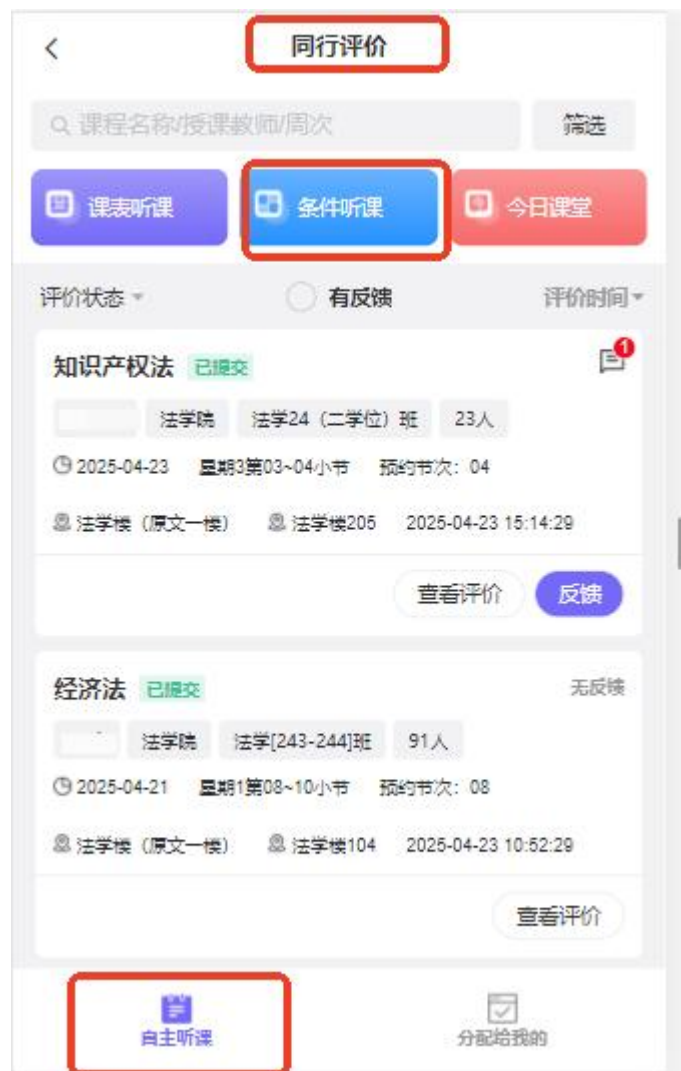 同行评价
课程名称/授课教师/周次 筛选
课表听课 条件听课 今日课堂
评价状态 有反馈 评价时间
知识产权法 已提交 1
法学院 法学24（二学位）班 23人
2025-04-23 星期3第03~04小节 预约节次：04
法学楼（原文一楼） 法学楼205 2025-04-23 15:14:29
查看评价 反馈
经济法 已提交 无反馈
法学院 法学[243-244]班 91人
2025-04-21 星期1第08~10小节 预约节次：08
法学楼（原文一楼） 法学楼104 2025-04-23 10:52:29
查看评价
自主听课 分配给我的